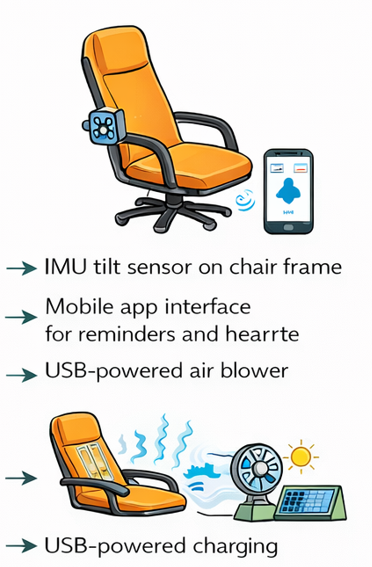 SAVE
IMU tilt sensor on chair frame
Mobile app interface
for reminders and hearrte
USB-powered air blower
USB-powered charging